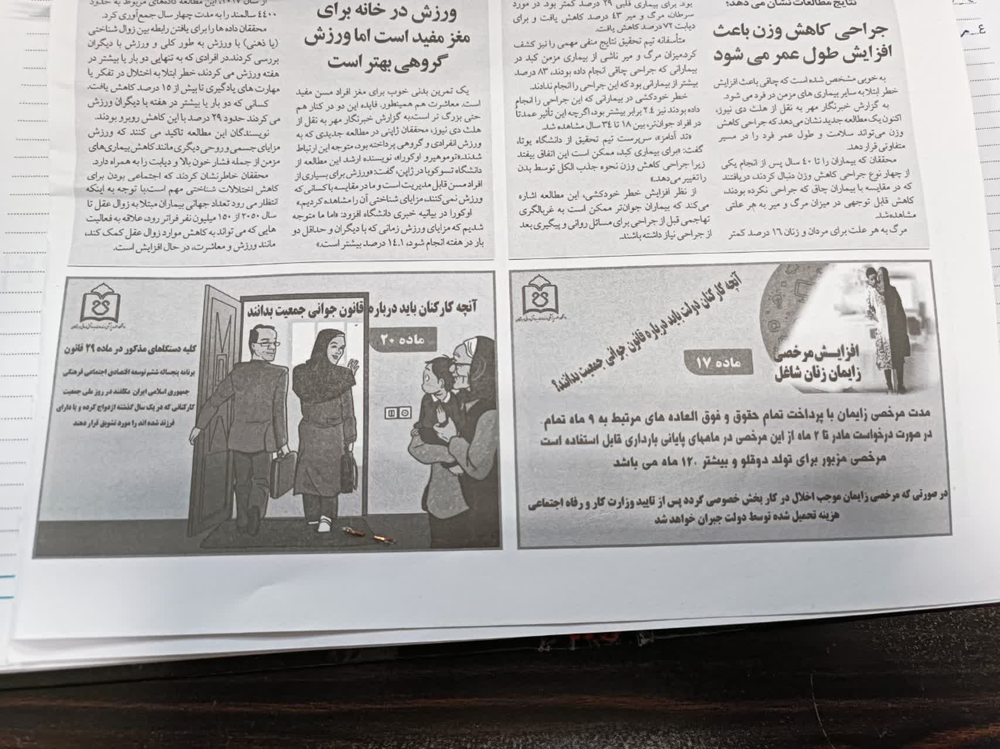 نتایج مطالعات نشان می دهد؛
جراحی کاهش وزن باعث
افزایش طول عمر می شود
به خوبی مشخص شده است که چاقی باعث افزایش
خطر ابتلا به سایر بیماری های مزمن در فرد می شود.
به گزارش خبرنگار مهر به نقل از هلث دی نیوز،
اکنون یک مطالعه جدید نشان می‌دهد که جراحی کاهش
وزن می‌تواند سلامت و طول عمر فرد را در مسیر
متفاوتی قرار دهد.
محققان که بیماران را تا ۴۰ سال پس از انجام یکی
از چهار نوع جراحی کاهش وزن دنبال کردند، دریافتند
که در مقایسه با بیماران چاق که جراحی نکرده بودند،
کاهش قابل توجهی در میزان مرگ و میر به هر علتی
مشاهده شد.
مرگ به هر علت برای مردان و زنان ۱۶ درصد کمتر
بود. برای بیماری قلبی ۲۹ درصد کمتر بود. در مورد
سرطان، مرگ و میر ۴۳ درصد کاهش یافت و برای
دیابت ۷۲ درصد کاهش یافت.
متأسفانه تیم تحقیق نتایج منفی مهمی را نیز کشف
کرد.میزان مرگ و میر ناشی از بیماری مزمن کبد در
بیمارانی که جراحی چاقی انجام داده بودند، ۸۳ درصد
بیشتر از بیمارانی بود که این جراحی را انجام ندادند.
خطر خودکشی در بیمارانی که این جراحی را انجام
داده بودند نیز ۲.۴ برابر بیشتر بود، اگرچه این تأثیر عمدتاً
در افراد جوان‌تر، بین ۱۸ تا ۳۴ سال مشاهده شد.
«تد آدامز»، سرپرست تیم تحقیق از دانشگاه یوتا،
گفت: «برای بیماری کبد، ممکن است این اتفاق بیفتد
زیرا جراحی کاهش وزن نحوه جذب الکل توسط بدن
را تغییر می‌دهد.»
از نظر افزایش خطر خودکشی، این مطالعه اشاره
می‌کند که بیماران جوان‌تر ممکن است به غربالگری
تهاجمی قبل از جراحی برای مسائل روانی و پیگیری بعد
از جراحی نیاز داشته باشند.
ورزش در خانه برای
مغز مفید است اما ورزش
گروهی بهتر است
یک تمرین بدنی خوب برای مغز افراد مسن مفید
است. معاشرت هم همینطور. فایده این دو در کنار هم
حتی بزرگ تر است.به گزارش خبرنگار مهر به نقل از
هلث دی نیوز، محققان ژاپنی در مطالعه جدیدی که به
ورزش انفرادی و گروهی پرداخته بود، متوجه این ارتباط
شدند.«توموهیرو اوکورا»، نویسنده ارشد این مطالعه از
دانشگاه تسوکوبا در ژاپن، گفت: «ورزش برای بسیاری از
افراد مسن قابل مدیریت است و ما در مقایسه با کسانی که
ورزش نمی‌کنند، مزایای شناختی آن را مشاهده کردیم.»
اوکورا در بیانیه خبری دانشگاه افزود: «اما ما متوجه
شدیم که مزایای ورزش زمانی که با دیگران و حداقل دو
بار در هفته انجام شود، ۱۴.۱ درصد بیشتر است.»
از سال ۲۰۱۷، این مطالعه داده‌های مربوط به حدود
۴۴۰۰ سالمند را به مدت چهار سال جمع‌آوری کرد.
محققان داده ها را برای یافتن رابطه بین زوال شناختی
(یا ذهنی) با ورزش به طور کلی و ورزش با دیگران
بررسی کردند.در افرادی که به تنهایی دو بار یا بیشتر در
هفته ورزش می کردند، خطر ابتلا به اختلال در تفکر یا
مهارت های یادگیری تا بیش از ۱۵ درصد کاهش یافت.
کسانی که دو بار یا بیشتر در هفته با دیگران ورزش
می کردند حدود ۲۹ درصد با این کاهش روبرو بودند.
نویسندگان این مطالعه تاکید می کنند که ورزش
مزایای جسمی و روحی دیگری مانند کاهش بیماری‌های
مزمن از جمله فشار خون بالا و دیابت را به همراه دارد.
محققان خاطرنشان کردند که اجتماعی بودن برای
کاهش اختلالات شناختی مهم است.با توجه به اینکه
انتظار می رود تعداد جهانی بیماران مبتلا به زوال عقل تا
سال ۲۰۵۰ از ۱۵۰ میلیون نفر فراتر رود، علاقه به فعالیت
هایی که می تواند به کاهش موارد زوال عقل کمک کند،
مانند ورزش و معاشرت، در حال افزایش است.
آنچه کارکنان دولت باید درباره قانون جوانی جمعیت بدانند؟
ماده ۱۷
افزایش مرخصی
زایمان زنان شاغل
مدت مرخصی زایمان با پرداخت تمام حقوق و فوق العاده های مرتبط به ۹ ماه تمام.
در صورت درخواست مادر تا ۲ ماه از این مرخصی در ماههای پایانی بارداری قابل استفاده است
مرخصی مزبور برای تولد دوقلو و بیشتر ۱۲۰ ماه می باشد
در صورتی که مرخصی زایمان موجب اخلال در کار بخش خصوصی گردد پس از تایید وزارت کار و رفاه اجتماعی
هزینه تحمیل شده توسط دولت جبران خواهد شد
آنچه کارکنان باید درباره قانون جوانی جمعیت بدانند
ماده ۲۰
کلیه دستگاهای مذکور در ماده ۲۹ قانون
برنامه پنجساله ششم توسعه اقتصادی اجتماعی فرهنگی
جمهوری اسلامی ایران مکلفند در روز ملی جمعیت
کارکنانی که در یک سال گذشته ازدواج کرده و یا دارای
فرزند شده اند را مورد تشویق قرار دهند